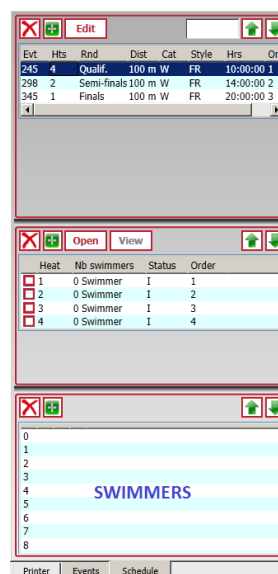 Edit
Evt Hts Rnd Dist Cat Style Hrs Or
245 4 Qualif. 100 m W FR 10:00:00 1
298 2 Semi-finals 100 m W FR 14:00:00 2
345 1 Finals 100 m W FR 20:00:00 3
Open View
Heat Nb swimmers Status Order
1 0 Swimmer I 1
2 0 Swimmer I 2
3 0 Swimmer I 3
4 0 Swimmer I 4
0
1
2
3
4 SWIMMERS
5
6
7
8
Printer Events Schedule